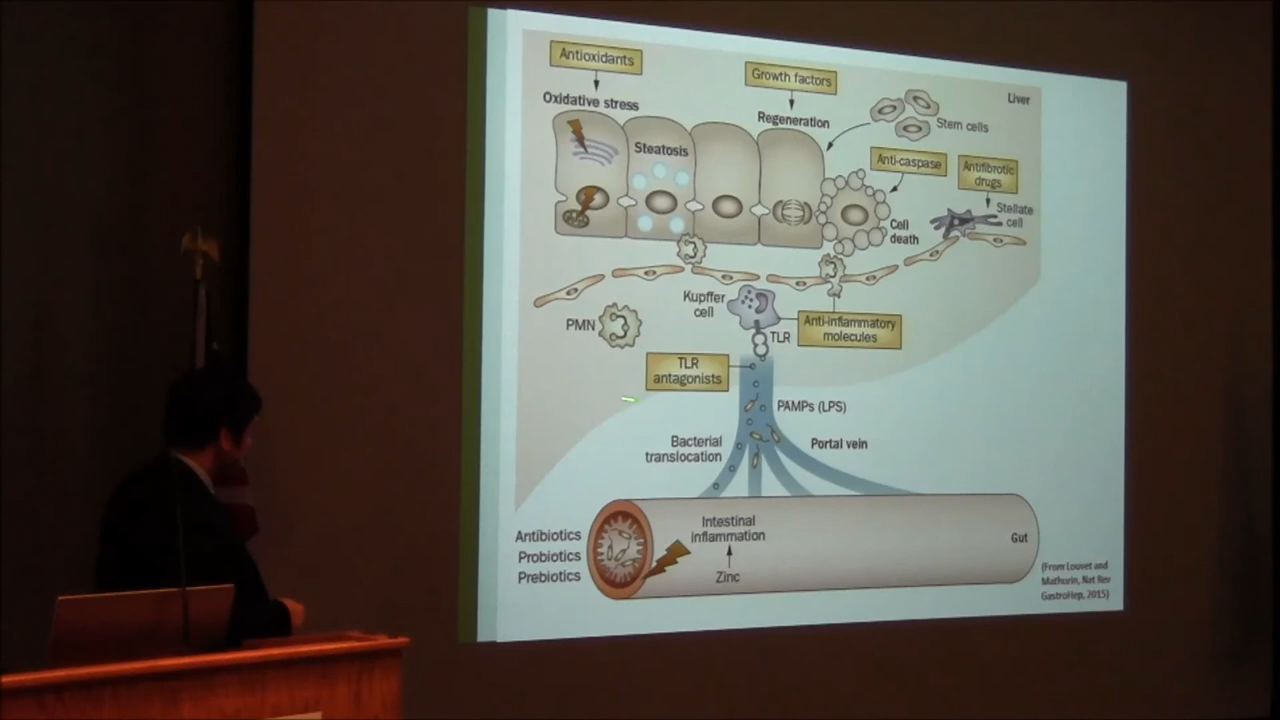 Antioxidants
Growth factors
Liver
Oxidative stress
Regeneration
Stem cells
Steatosis
Anti-caspase
Antifibrotic
drugs
Stellate
cell
Cell
death
Kupffer
cell
PMN
Anti-inflammatory
molecules
TLR
TLR
antagonists
PAMPs (LPS)
Bacterial
translocation
Portal vein
Intestinal
inflammation
Zinc
Gut
Antibiotics
Probiotics
Prebiotics
(From Louvet and
Mathurin, Nat Rev
GastroHep, 2015)